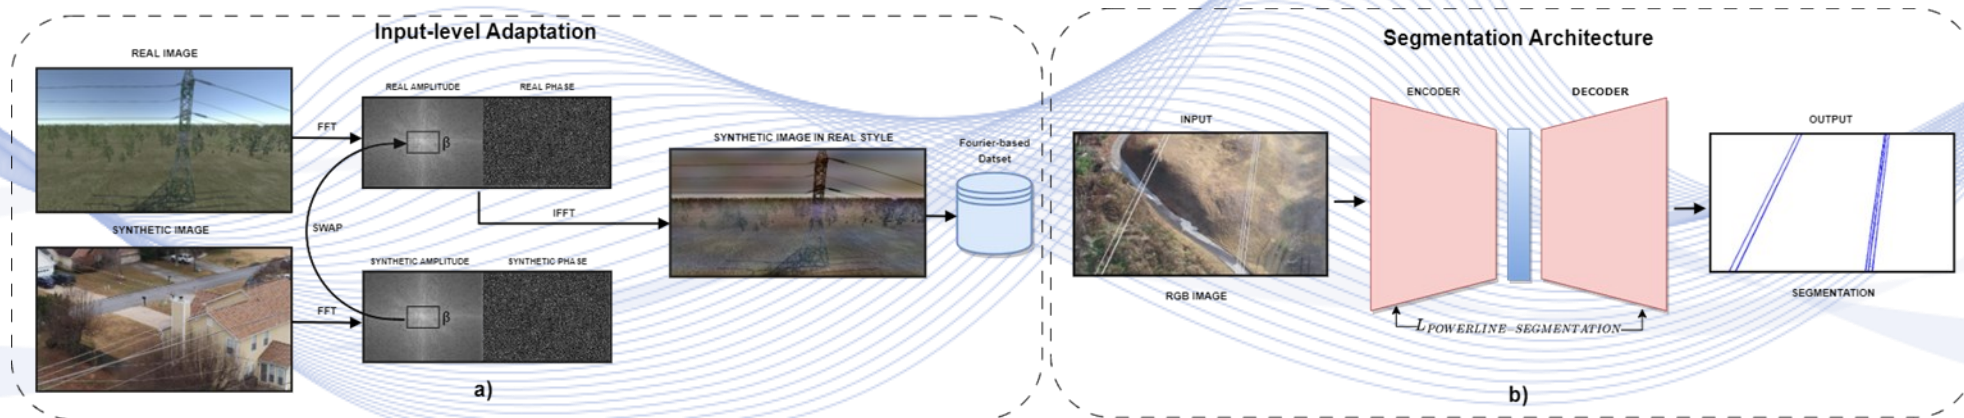 Input-level Adaptation
REAL IMAGE
REAL AMPLITUDE
REAL PHASE
FFT
β
SYNTHETIC IMAGE IN REAL STYLE
Fourier-based
Datset
IFFT
SWAP
SYNTHETIC IMAGE
SYNTHETIC AMPLITUDE
SYNTHETIC PHASE
FFT
β
a)
Segmentation Architecture
INPUT
ENCODER
DECODER
OUTPUT
RGB IMAGE
SEGMENTATION
L_{POWERLINE-SEGMENTATION}
b)